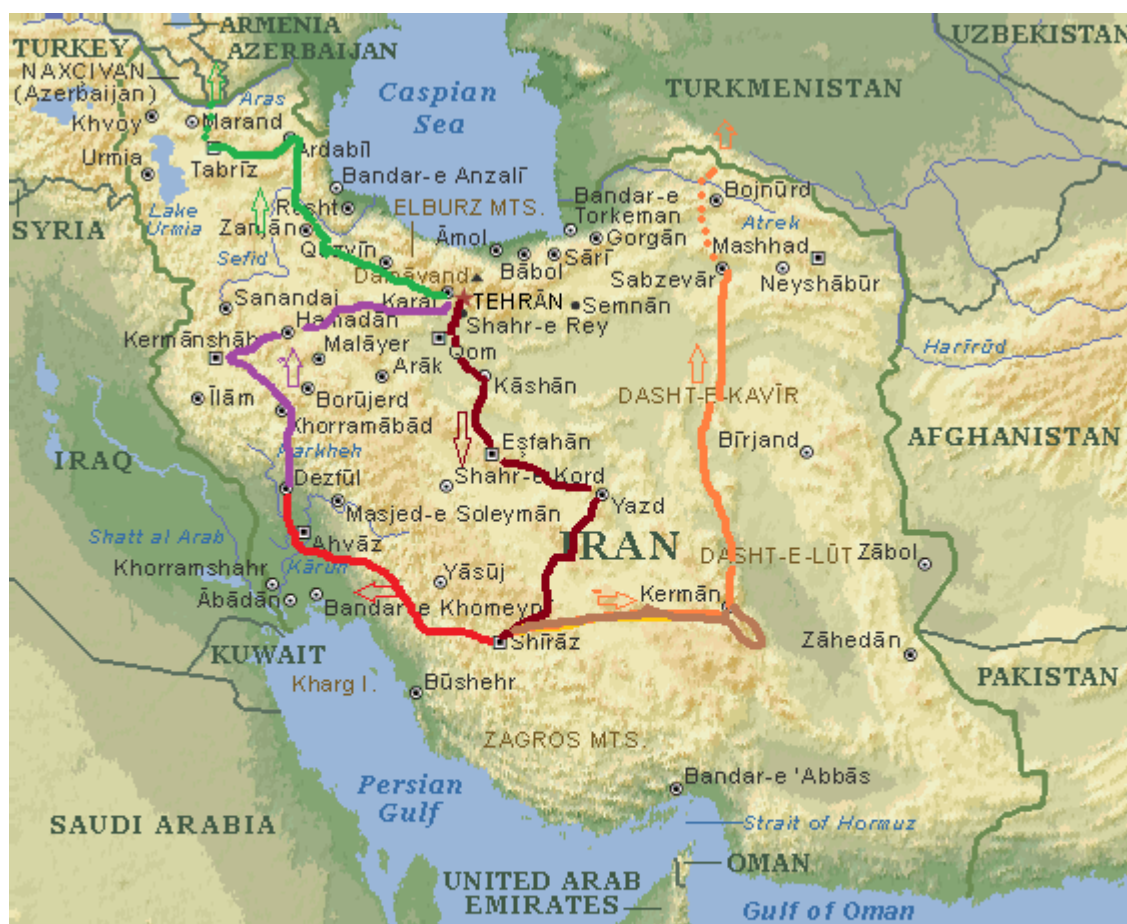 ARMENIA
TURKEY
AZERBAIJAN
UZBEKISTAN
NAXCIVAN
(Azerbaijan)
Caspian
Sea
TURKMENISTAN
Aras
Khvoy
Marand
Ardabīl
Urmia
Tabrīz
Bandar-e Anzalī
Bojnūrd
Bandar-e
Torkeman
Lake
Urmia
Rasht
ELBURZ MTS.
Atrek
SYRIA
Zanjān
Āmol
Gorgān
Mashhad
Sefid
Qazvīn
Bābol
Sārī
Damāvand
Sabzevār
Neyshābūr
Sanandaj
Karaj
TEHRĀN
Semnān
Hamadān
Shahr-e Rey
Kermānshāh
Malāyer
Qom
Harīrūd
Arāk
Kāshān
Īlām
Borūjerd
DASHT-E-KAVĪR
Khorramābād
AFGHANISTAN
IRAQ
Karkheh
Eşfahān
Bīrjand
Dezfūl
Shahr-e Kord
Yazd
Masjed-e Soleymān
Shatt al Arab
Ahvāz
IRAN
DASHT-E-LŪT
Zābol
Khorramshahr
Kārun
Yāsūj
Kermān
Ābādān
Bandar-e Khomeyn
Shīrāz
Zāhedān
KUWAIT
Kharg I.
Būshehr
PAKISTAN
ZAGROS MTS.
Persian
Gulf
Bandar-e 'Abbās
SAUDI ARABIA
Strait of Hormuz
OMAN
UNITED ARAB
EMIRATES
Gulf of Oman